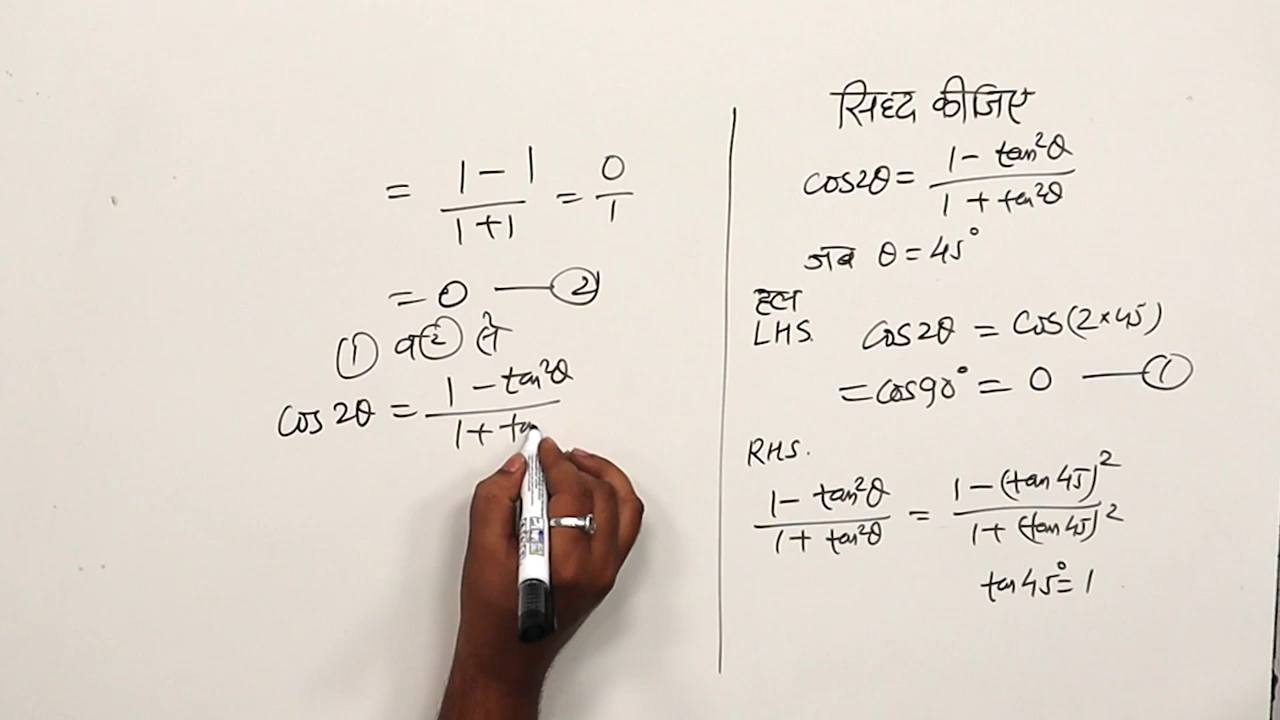 सिध्द कीजिए
cos2θ = (1 - tan²θ)/(1 + tan²θ)
जब θ = 45°
हल
LHS. cos2θ = cos(2×45)
= cos90° = 0 —— ①
RHS.
(1 - tan²θ)/(1 + tan²θ) = (1 - (tan 45)²)/(1 + (tan 45)²)
tan 45° = 1
= (1 - 1)/(1 + 1) = 0/1
= 0 —— ②
① व ② से
cos 2θ = (1 - tan²θ)/(1 + ta